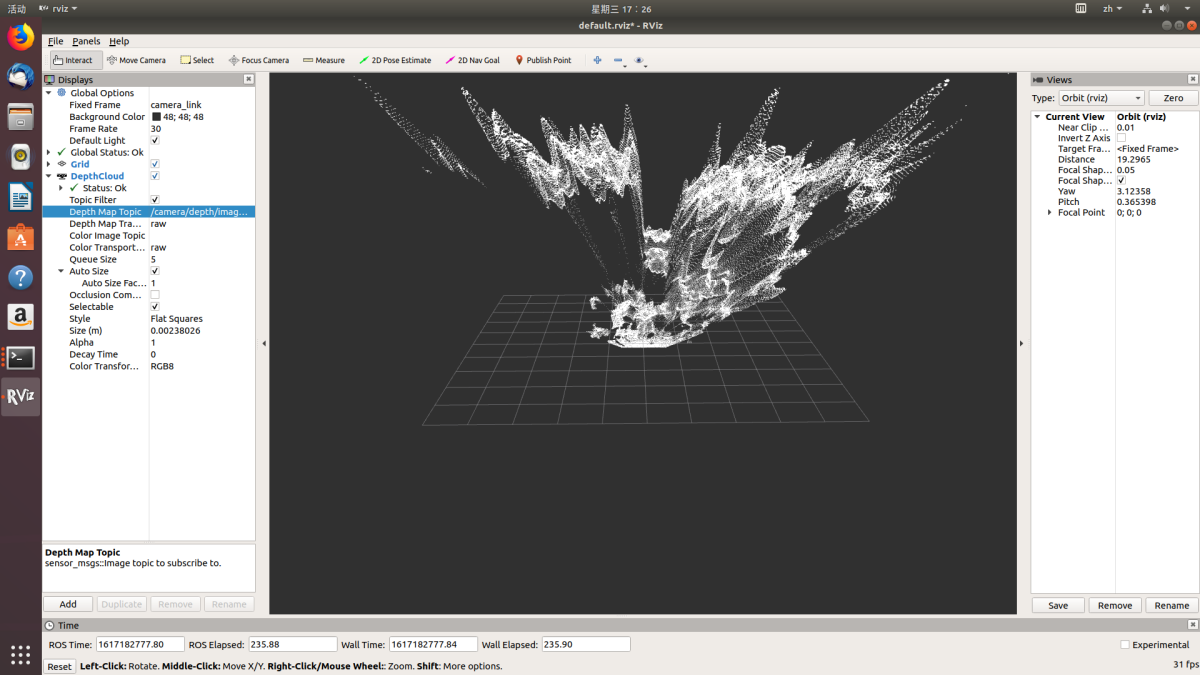 活动 rviz 星期三 17：26 zh
default.rviz* - RViz
File Panels Help
Interact Move Camera Select Focus Camera Measure 2D Pose Estimate 2D Nav Goal Publish Point
Displays
Global Options
Fixed Frame camera_link
Background Color 48; 48; 48
Frame Rate 30
Default Light
Global Status: Ok
Grid
DepthCloud
Status: Ok
Topic Filter
Depth Map Topic /camera/depth/imag...
Depth Map Tra... raw
Color Image Topic
Color Transport... raw
Queue Size 5
Auto Size
Auto Size Fac... 1
Occlusion Com...
Selectable
Style Flat Squares
Size (m) 0.00238026
Alpha 1
Decay Time 0
Color Transfor... RGB8
Depth Map Topic
sensor_msgs::Image topic to subscribe to.
Add Duplicate Remove Rename
Views
Type: Orbit (rviz) Zero
Current View Orbit (rviz)
Near Clip ... 0.01
Invert Z Axis
Target Fra... <Fixed Frame>
Distance 19.2965
Focal Shap... 0.05
Focal Shap...
Yaw 3.12358
Pitch 0.365398
Focal Point 0; 0; 0
Save Remove Rename
Time
ROS Time: 1617182777.80 ROS Elapsed: 235.88 Wall Time: 1617182777.84 Wall Elapsed: 235.90 Experimental
Reset Left-Click: Rotate. Middle-Click: Move X/Y. Right-Click/Mouse Wheel:: Zoom. Shift: More options. 31 fps
RViz